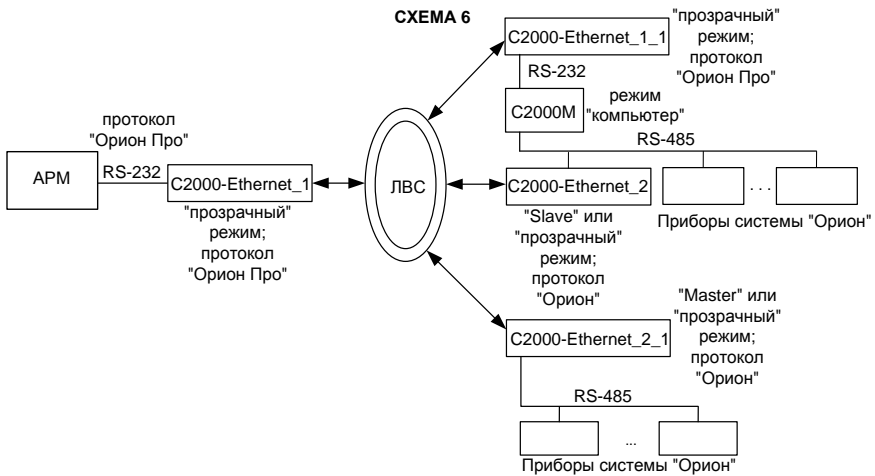 СХЕМА 6
C2000-Ethernet_1_1
"прозрачный"
режим;
протокол
"Орион Про"
RS-232
C2000M
режим
"компьютер"
RS-485
протокол
"Орион Про"
АРМ
RS-232
C2000-Ethernet_1
"прозрачный"
режим;
протокол
"Орион Про"
ЛВС
C2000-Ethernet_2
"Slave" или
"прозрачный"
режим;
протокол
"Орион"
. . .
Приборы системы "Орион"
C2000-Ethernet_2_1
"Master" или
"прозрачный"
режим;
протокол
"Орион"
RS-485
...
Приборы системы "Орион"